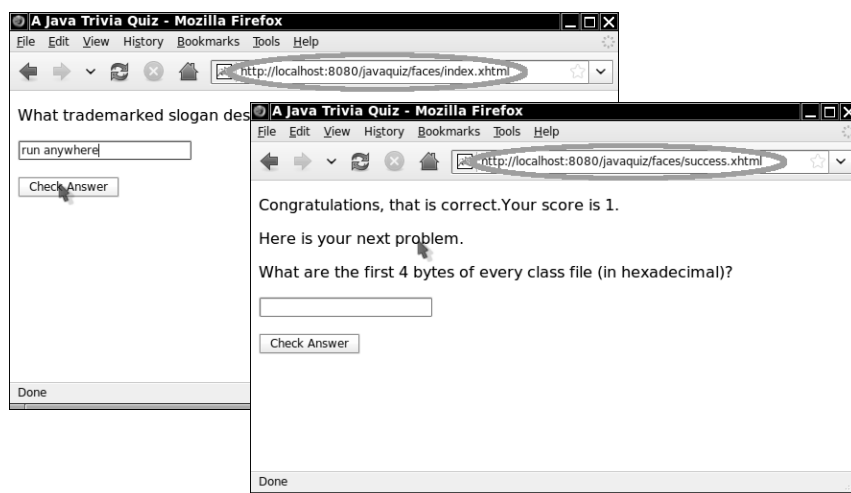 A Java Trivia Quiz - Mozilla Firefox
File Edit View History Bookmarks Tools Help
http://localhost:8080/javaquiz/faces/index.xhtml
What trademarked slogan des
run anywhere
Check Answer
Done
A Java Trivia Quiz - Mozilla Firefox
File Edit View History Bookmarks Tools Help
http://localhost:8080/javaquiz/faces/success.xhtml
Congratulations, that is correct.Your score is 1.
Here is your next problem.
What are the first 4 bytes of every class file (in hexadecimal)?
Check Answer
Done